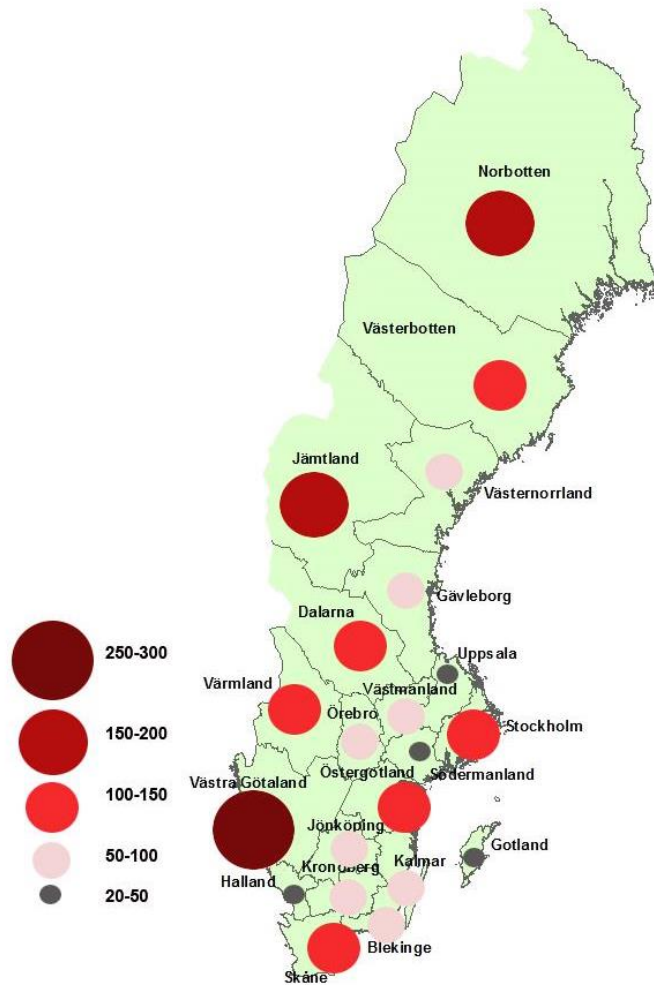 Norbotten
Västerbotten
Jämtland
Västernorrland
Gävleborg
Dalarna
Uppsala
250-300
Värmland
Västmanland
Örebro
Stockholm
150-200
Östergotland
Södermanland
Västra Götaland
100-150
Jönköping
Gotland
50-100
Kronoberg
Kalmar
Halland
20-50
Blekinge
Skåne